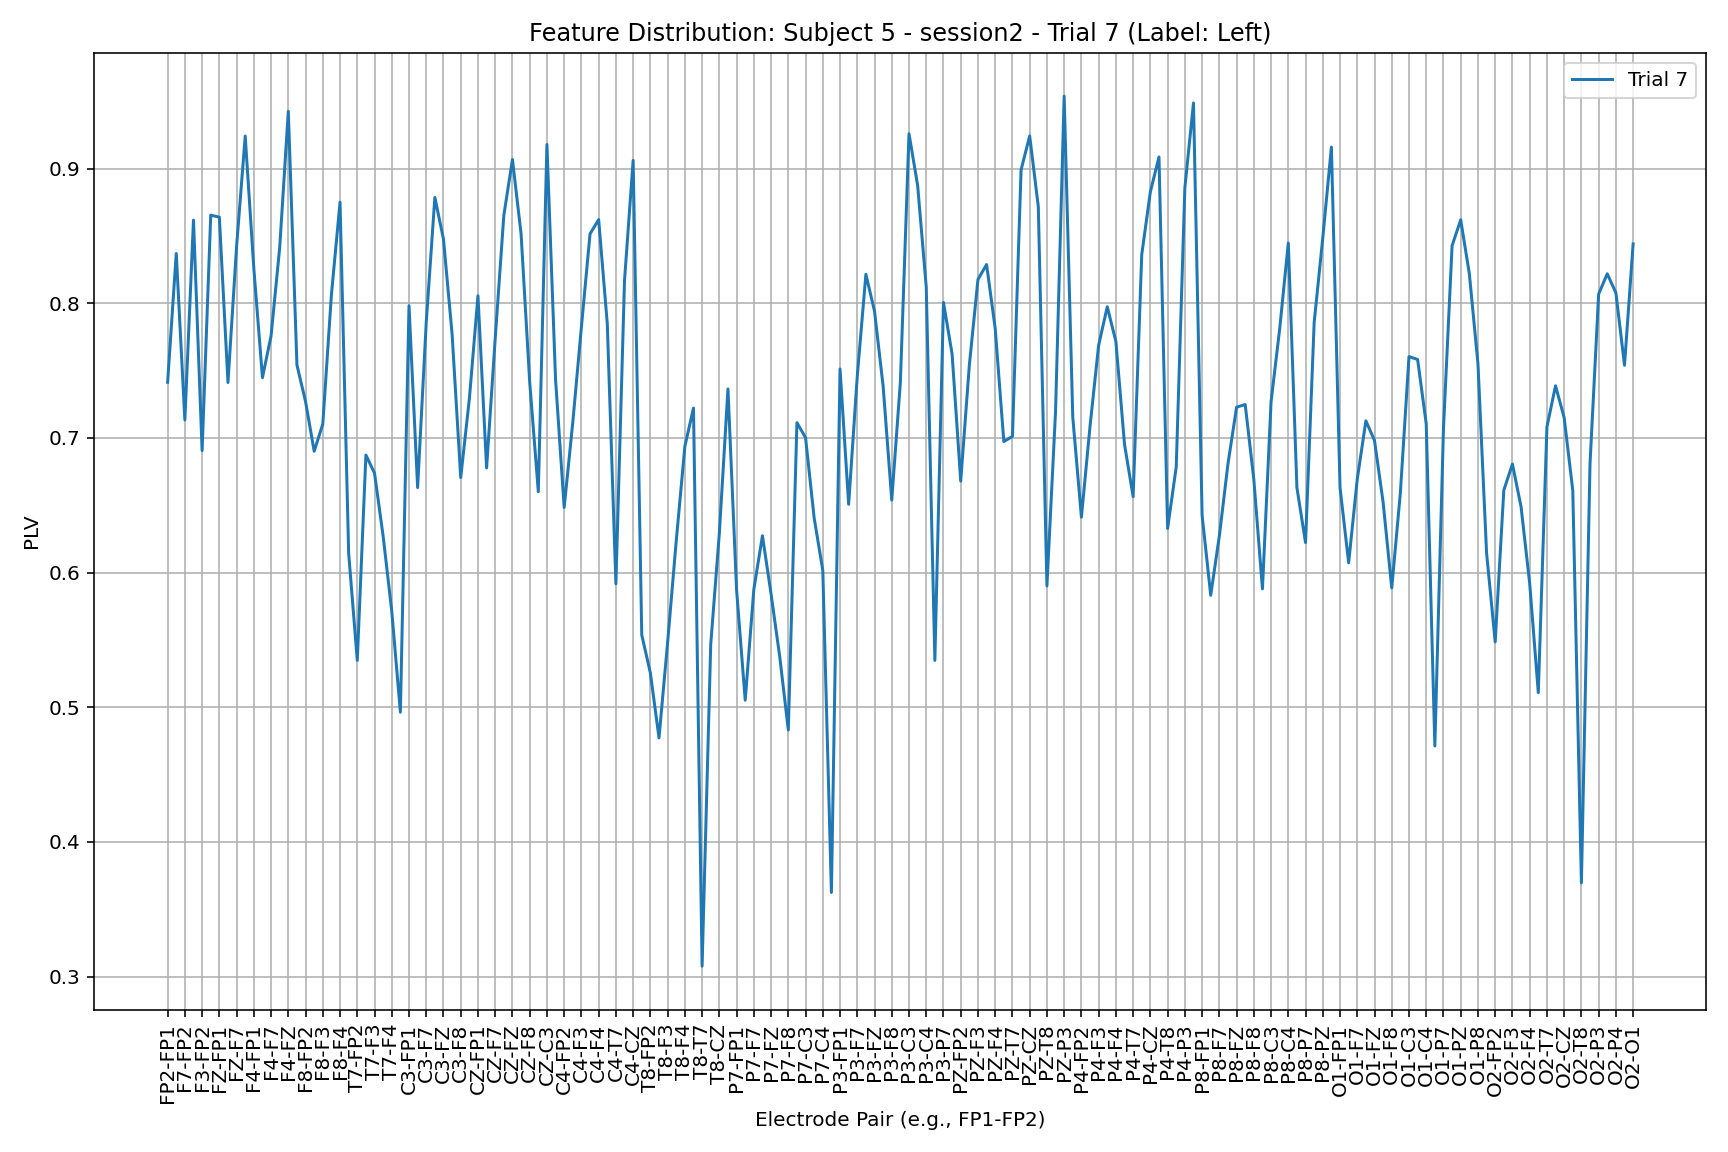 Feature Distribution: Subject 5 - session2 - Trial 7 (Label: Left)
Trial 7
PLV
0.9
0.8
0.7
0.6
0.5
0.4
0.3
FP2-FP1
F7-FP2
F3-FP2
FZ-FP1
FZ-F7
F4-FP1
F4-F7
F4-FZ
F8-FP2
F8-F3
F8-F4
T7-FP2
T7-F3
T7-F4
C3-FP1
C3-F7
C3-FZ
C3-F8
CZ-FP1
CZ-F7
CZ-FZ
CZ-F8
CZ-C3
C4-FP2
C4-F3
C4-F4
C4-T7
C4-CZ
T8-FP2
T8-F3
T8-F4
T8-T7
T8-CZ
P7-FP1
P7-F7
P7-FZ
P7-F8
P7-C3
P7-C4
P3-FP1
P3-F7
P3-FZ
P3-F8
P3-C3
P3-C4
P3-P7
PZ-FP2
PZ-F3
PZ-F4
PZ-T7
PZ-CZ
PZ-T8
PZ-P3
P4-FP2
P4-F3
P4-F4
P4-T7
P4-CZ
P4-T8
P4-P3
P8-FP1
P8-F7
P8-FZ
P8-F8
P8-C3
P8-C4
P8-P7
P8-PZ
O1-FP1
O1-F7
O1-FZ
O1-F8
O1-C3
O1-C4
O1-P7
O1-PZ
O1-P8
O2-FP2
O2-F3
O2-F4
O2-T7
O2-CZ
O2-T8
O2-P3
O2-P4
O2-O1
Electrode Pair (e.g., FP1-FP2)